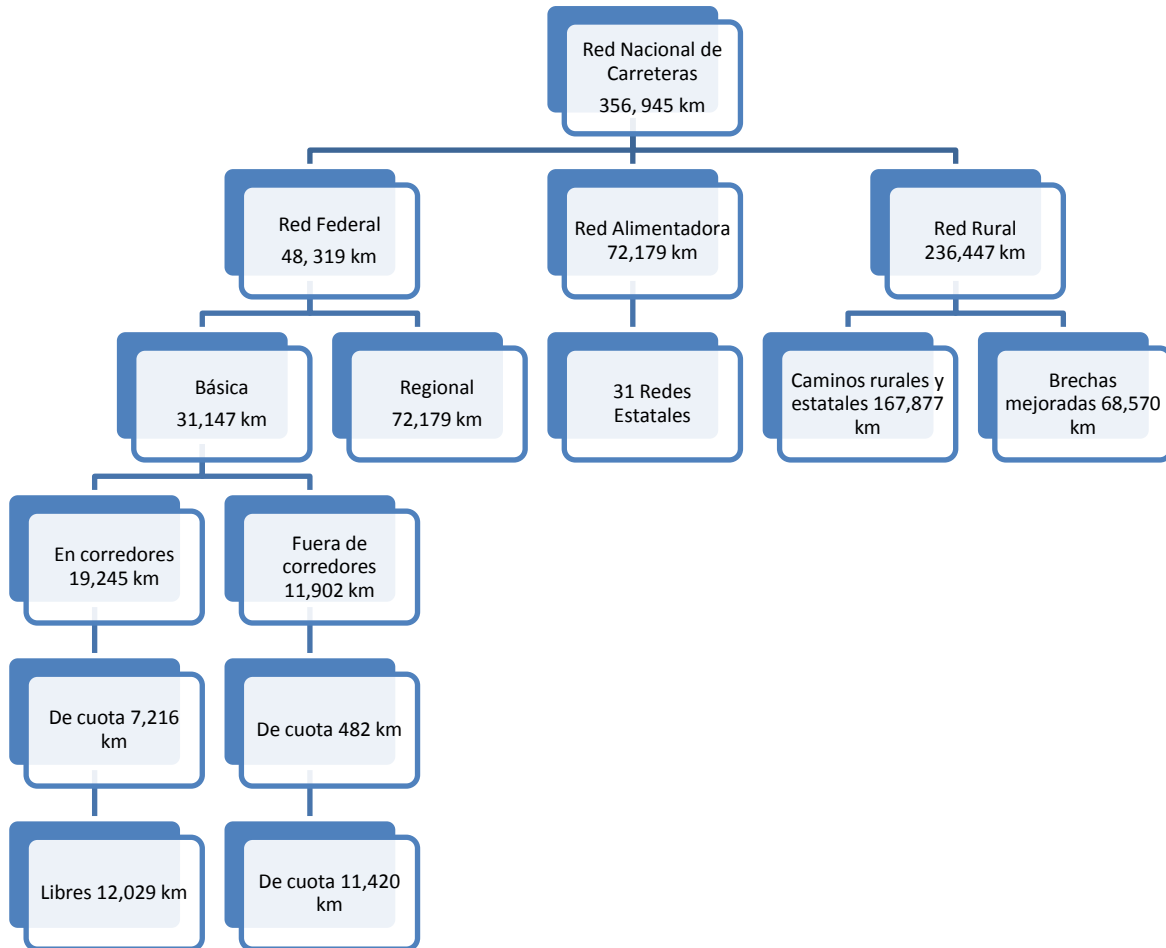 Red Nacional de
Carreteras
356, 945 km
Red Federal
48, 319 km
Red Alimentadora
72,179 km
Red Rural
236,447 km
Básica
31,147 km
Regional
72,179 km
31 Redes
Estatales
Caminos rurales y
estatales 167,877
km
Brechas
mejoradas 68,570
km
En corredores
19,245 km
Fuera de
corredores
11,902 km
De cuota 7,216
km
De cuota 482 km
Libres 12,029 km
De cuota 11,420
km